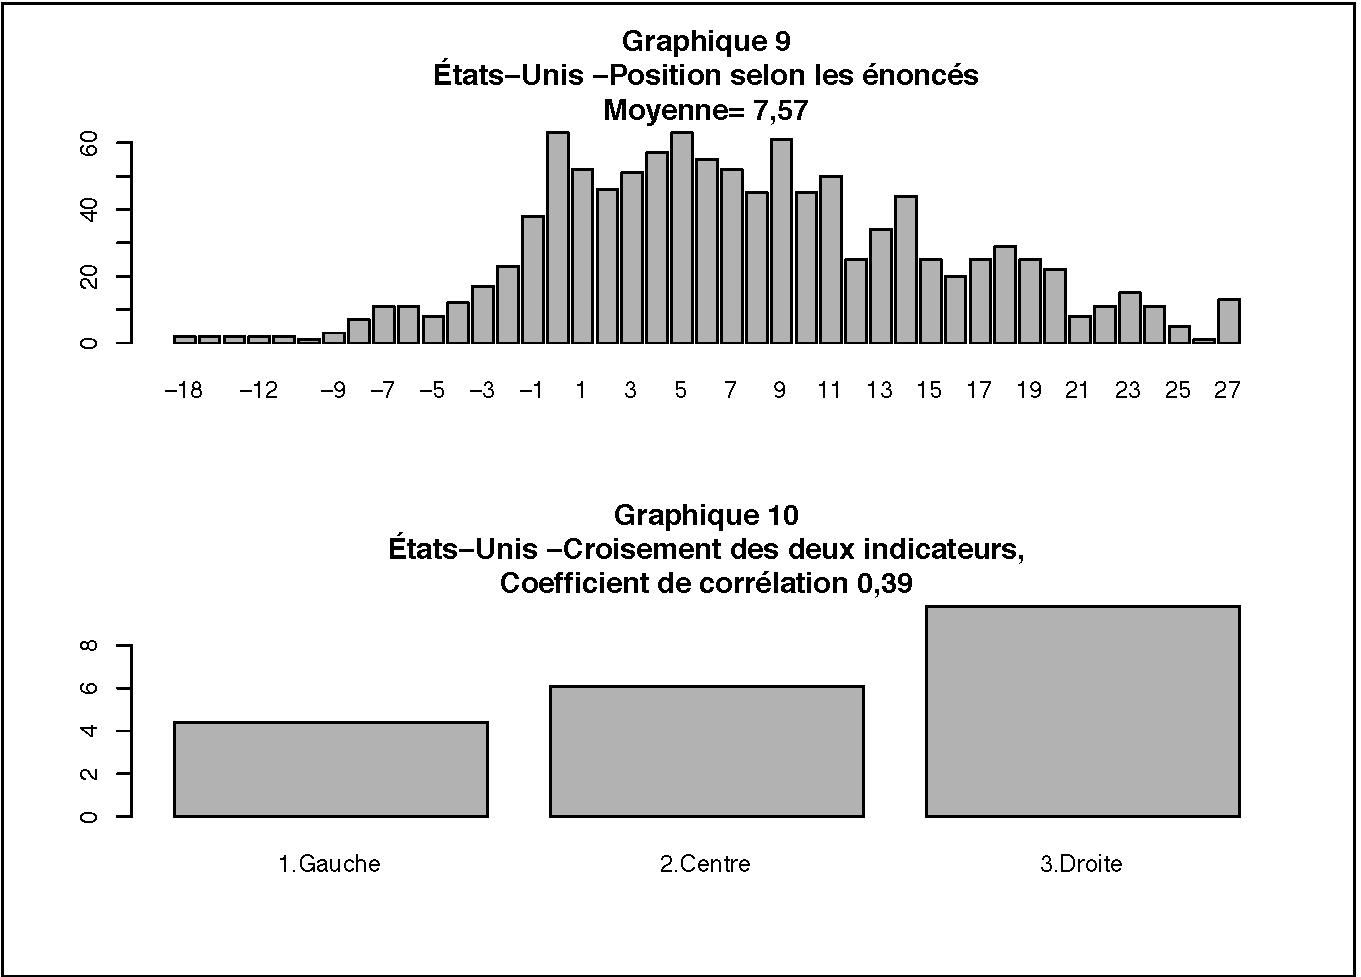 Graphique 9
États–Unis –Position selon les énoncés
Moyenne= 7,57
60
40
20
0
–18 –12 –9 –7 –5 –3 –1 1 3 5 7 9 11 13 15 17 19 21 23 25 27
Graphique 10
États–Unis –Croisement des deux indicateurs,
Coefficient de corrélation 0,39
8
6
4
2
0
1.Gauche 2.Centre 3.Droite